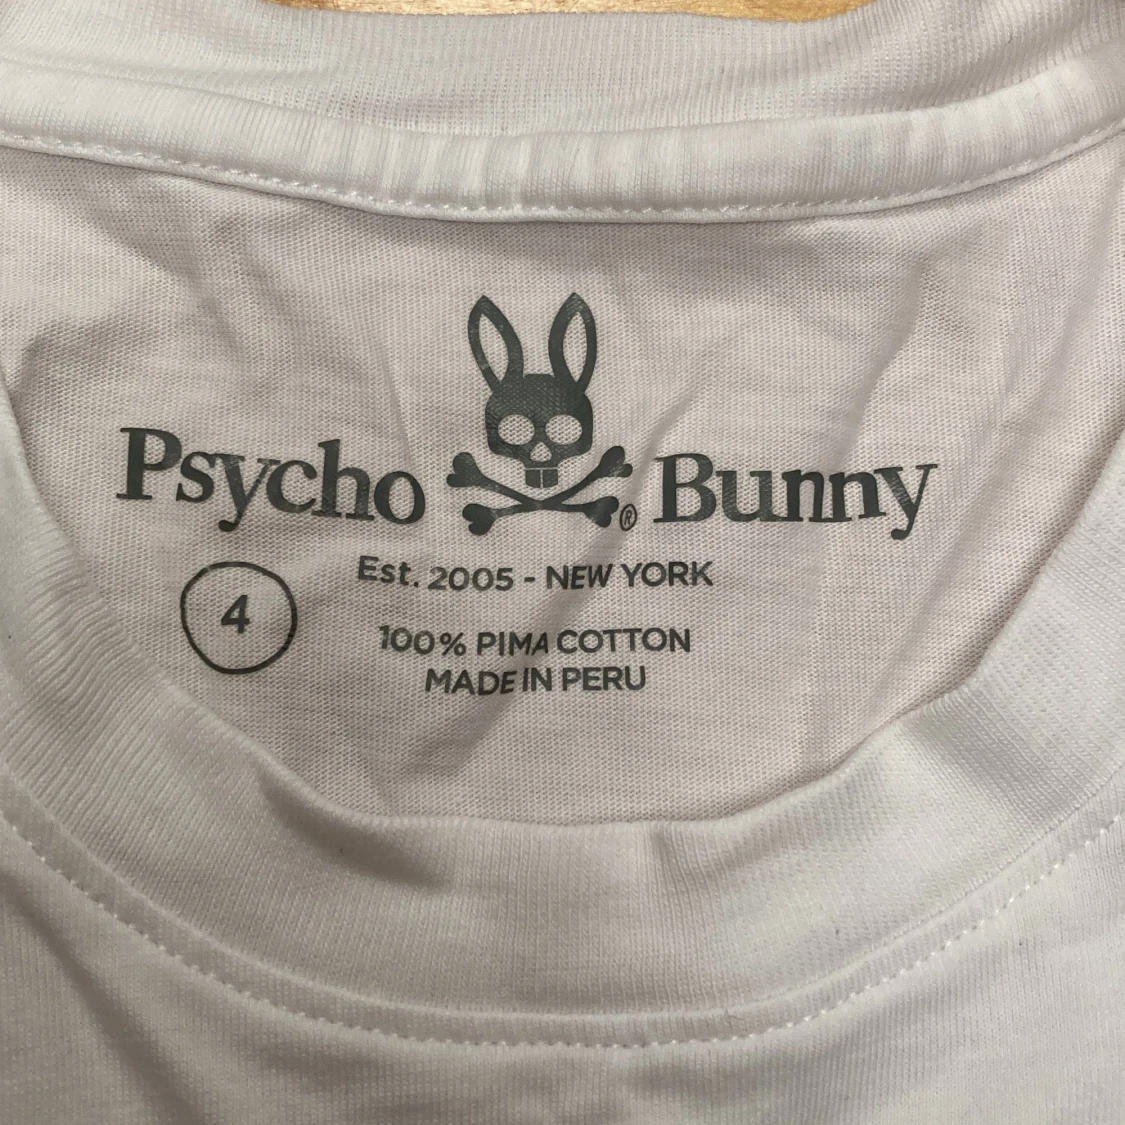 Psycho Bunny
®
Est. 2005 - NEW YORK
4
100% PIMA COTTON
MADE IN PERU